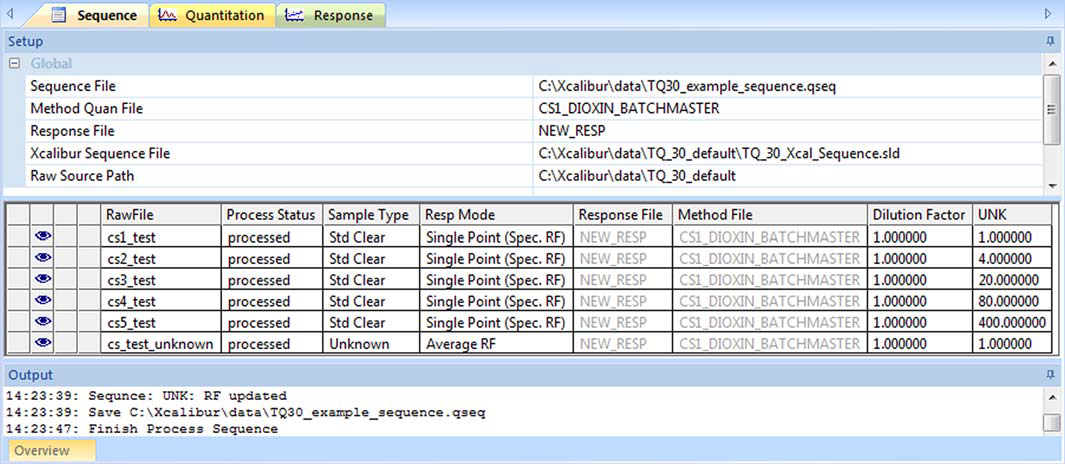 Sequence Quantitation Response
Setup
Global
Sequence File C:\Xcalibur\data\TQ30_example_sequence.qseq
Method Quan File CS1_DIOXIN_BATCHMASTER
Response File NEW_RESP
Xcalibur Sequence File C:\Xcalibur\data\TQ_30_default\TQ_30_Xcal_Sequence.sld
Raw Source Path C:\Xcalibur\data\TQ_30_default
RawFile Process Status Sample Type Resp Mode Response File Method File Dilution Factor UNK
cs1_test processed Std Clear Single Point (Spec. RF) NEW_RESP CS1_DIOXIN_BATCHMASTER 1.000000 1.000000
cs2_test processed Std Clear Single Point (Spec. RF) NEW_RESP CS1_DIOXIN_BATCHMASTER 1.000000 4.000000
cs3_test processed Std Clear Single Point (Spec. RF) NEW_RESP CS1_DIOXIN_BATCHMASTER 1.000000 20.000000
cs4_test processed Std Clear Single Point (Spec. RF) NEW_RESP CS1_DIOXIN_BATCHMASTER 1.000000 80.000000
cs5_test processed Std Clear Single Point (Spec. RF) NEW_RESP CS1_DIOXIN_BATCHMASTER 1.000000 400.000000
cs_test_unknown processed Unknown Average RF NEW_RESP CS1_DIOXIN_BATCHMASTER 1.000000 1.000000
Output
14:23:39: Sequnce: UNK: RF updated
14:23:39: Save C:\Xcalibur\data\TQ30_example_sequence.qseq
14:23:47: Finish Process Sequence
Overview